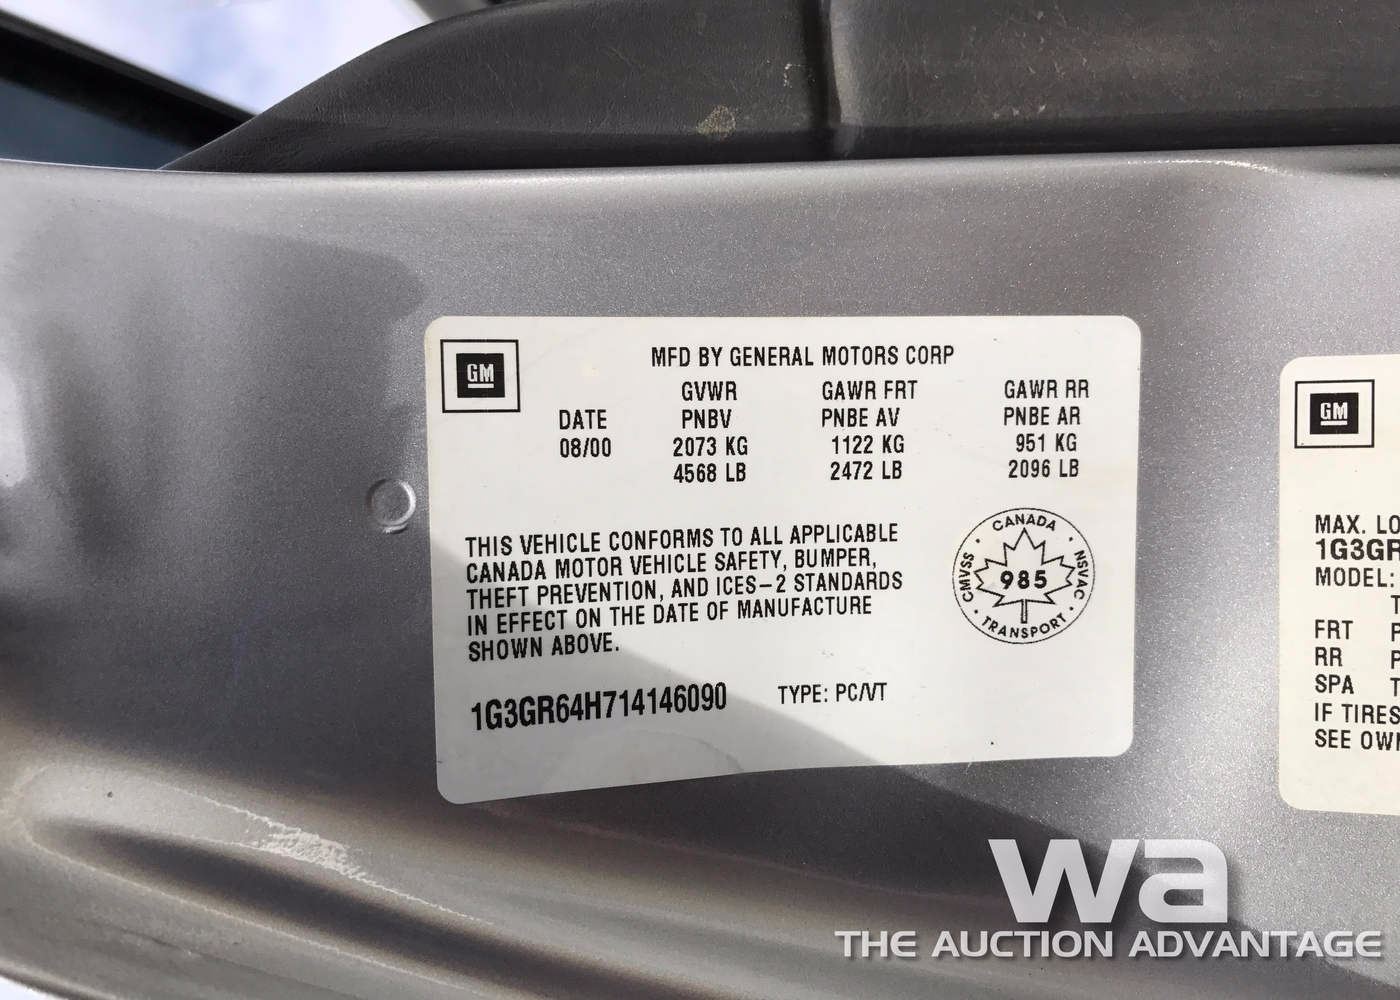 GM
MFD BY GENERAL MOTORS CORP
GVWR GAWR FRT GAWR RR
DATE PNBV PNBE AV PNBE AR
08/00 2073 KG 1122 KG 951 KG
4568 LB 2472 LB 2096 LB
THIS VEHICLE CONFORMS TO ALL APPLICABLE
CANADA MOTOR VEHICLE SAFETY, BUMPER,
THEFT PREVENTION, AND ICES-2 STANDARDS
IN EFFECT ON THE DATE OF MANUFACTURE
SHOWN ABOVE.
CANADA
CMVSS
985
NSVAC
TRANSPORT
1G3GR64H714146090 TYPE: PC/VT
GM
MAX. LO
1G3GR
MODEL:
T
FRT P
RR P
SPA T
IF TIRES
SEE OW
wa
THE AUCTION ADVANTAGE